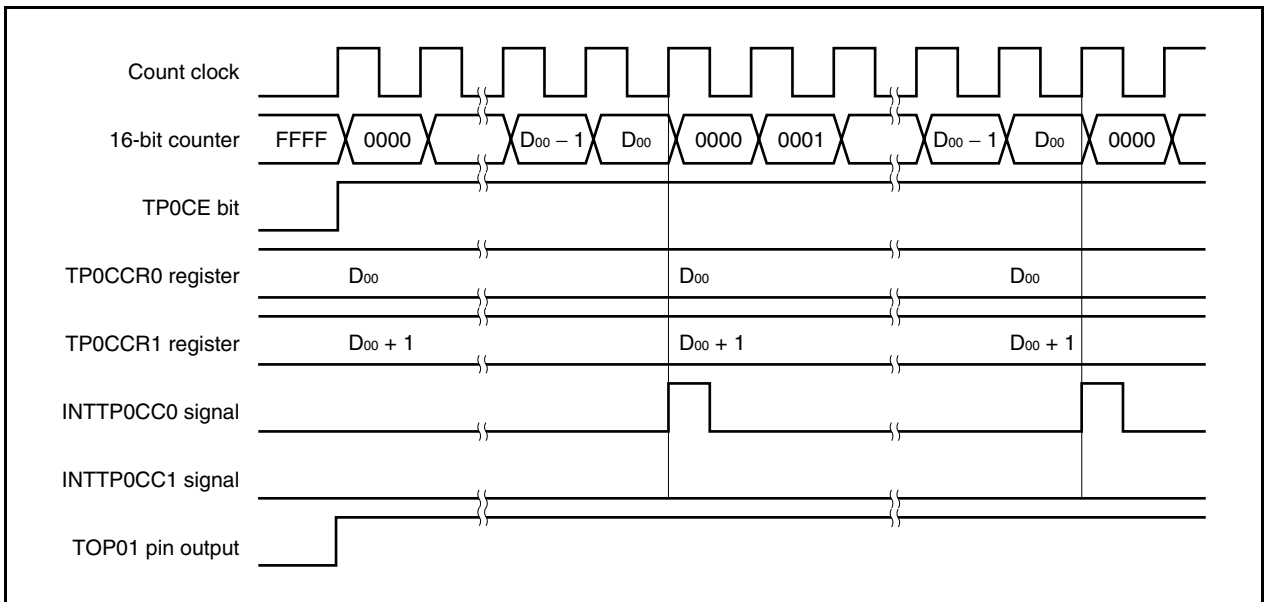 Count clock
16-bit counter FFFF 0000 D00 − 1 D00 0000 0001 D00 − 1 D00 0000
TP0CE bit
TP0CCR0 register D00 D00 D00
TP0CCR1 register D00 + 1 D00 + 1 D00 + 1
INTTP0CC0 signal
INTTP0CC1 signal
TOP01 pin output